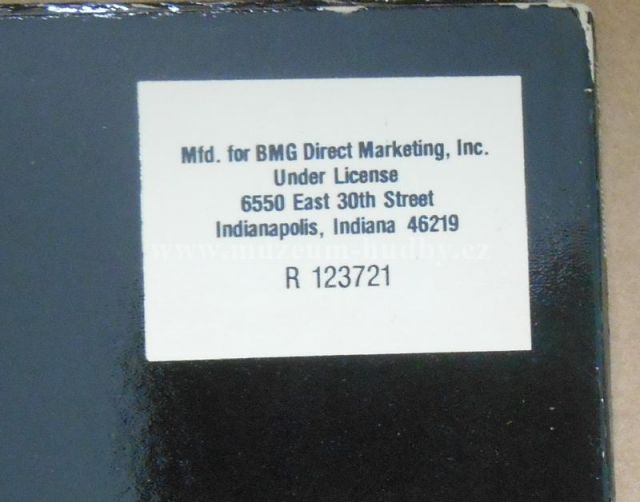 Mfd. for BMG Direct Marketing, Inc.
Under License
6550 East 30th Street
Indianapolis, Indiana 46219
www.muzeum-hudby.cz
R 123721